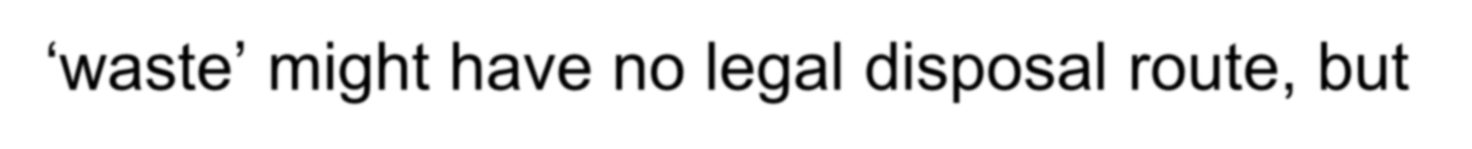 ‘waste’ might have no legal disposal route, but